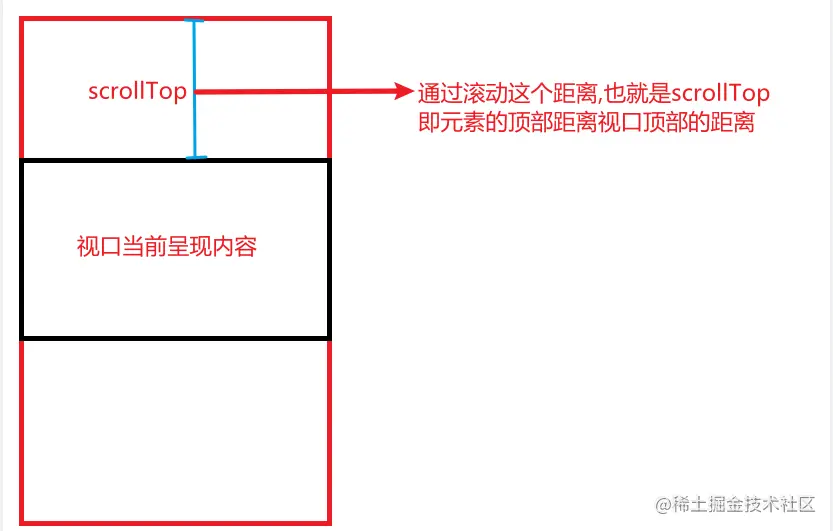 scrollTop
通过滚动这个距离,也就是scrollTop
即元素的顶部距离视口顶部的距离
视口当前呈现内容
@稀土掘金技术社区